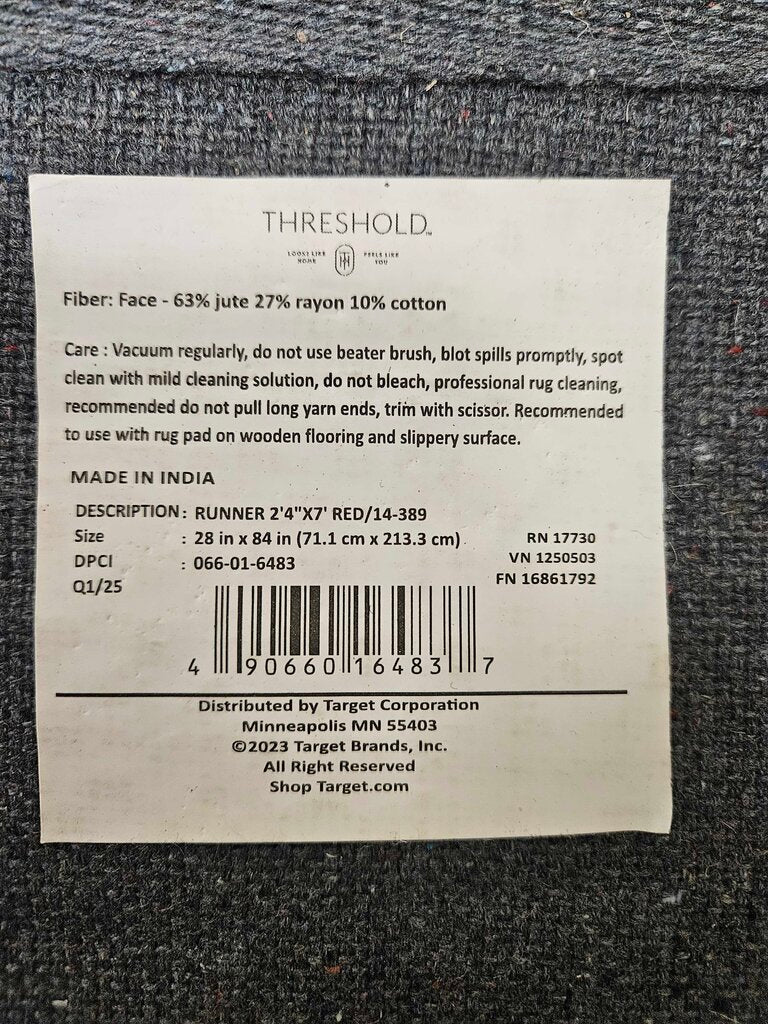 THRESHOLD™
LOOKS LIKE HOME
FEELS LIKE YOU
Fiber: Face - 63% jute 27% rayon 10% cotton
Care : Vacuum regularly, do not use beater brush, blot spills promptly, spot
clean with mild cleaning solution, do not bleach, professional rug cleaning,
recommended do not pull long yarn ends, trim with scissor. Recommended
to use with rug pad on wooden flooring and slippery surface.
MADE IN INDIA
DESCRIPTION : RUNNER 2'4"X7' RED/14-389
Size : 28 in x 84 in (71.1 cm x 213.3 cm) RN 17730
DPCI : 066-01-6483 VN 1250503
Q1/25 FN 16861792
4 90660 16483 7
Distributed by Target Corporation
Minneapolis MN 55403
©2023 Target Brands, Inc.
All Right Reserved
Shop Target.com